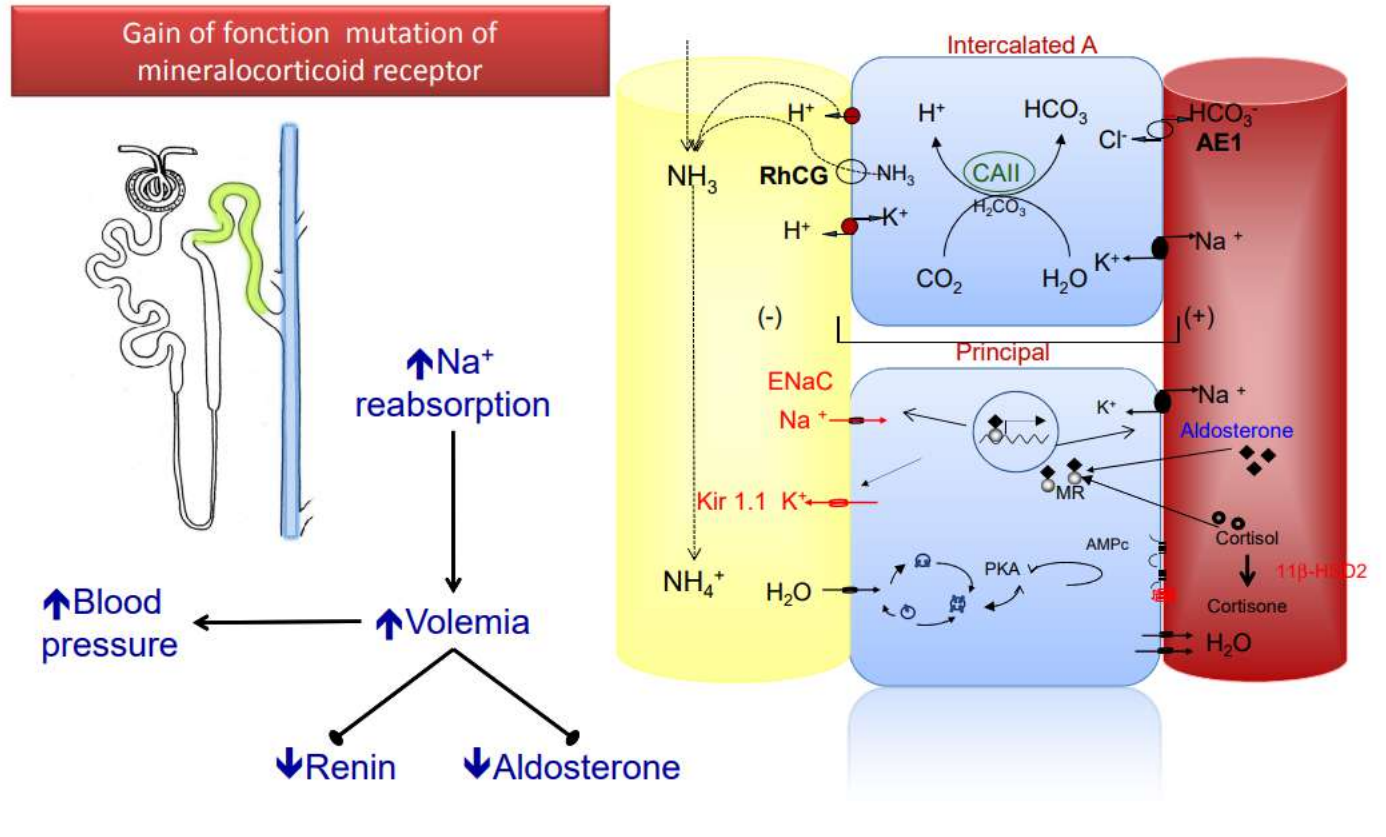 Gain of fonction mutation of
mineralocorticoid receptor
↑Na⁺
reabsorption
↑Blood
pressure
↑Volemia
↓Renin
↓Aldosterone
Intercalated A
H⁺
H⁺
HCO₃
HCO₃⁻
Cl⁻
AE1
NH₃
RhCG
NH₃
CAII
H₂CO₃
K⁺
H⁺
CO₂
H₂O
K⁺
Na ⁺
(-)
(+)
Principal
ENaC
Na ⁺
K⁺
Na ⁺
Aldosterone
MR
Kir 1.1 K⁺
Cortisol
AMPc
PKA
11β-HSD2
NH₄⁺
H₂O
Cortisone
H₂O